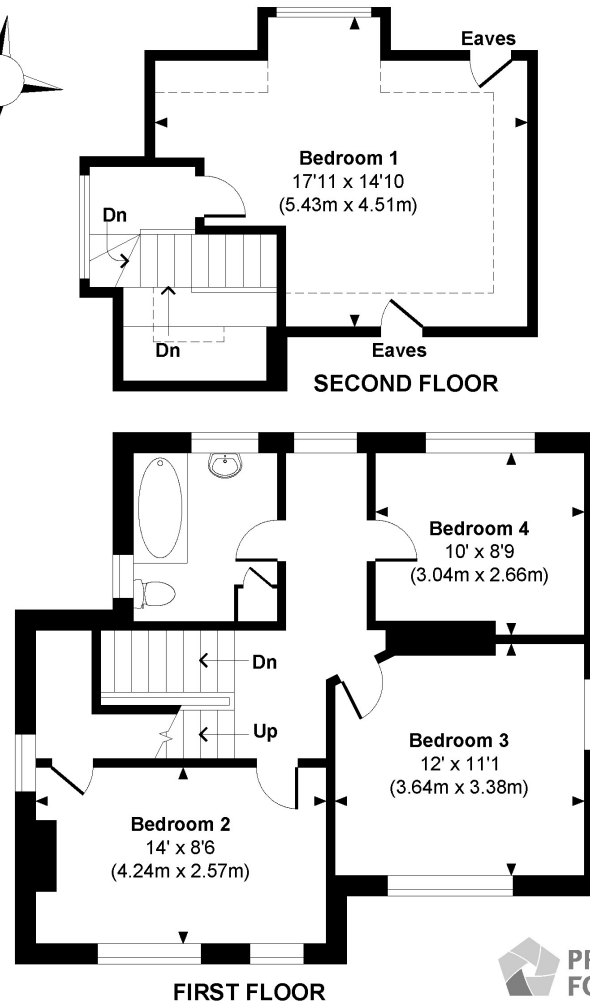 Eaves
Bedroom 1
17'11 x 14'10
(5.43m x 4.51m)
Dn
Dn
Eaves
SECOND FLOOR
Bedroom 4
10' x 8'9
(3.04m x 2.66m)
Dn
Up
Bedroom 3
12' x 11'1
(3.64m x 3.38m)
Bedroom 2
14' x 8'6
(4.24m x 2.57m)
FIRST FLOOR